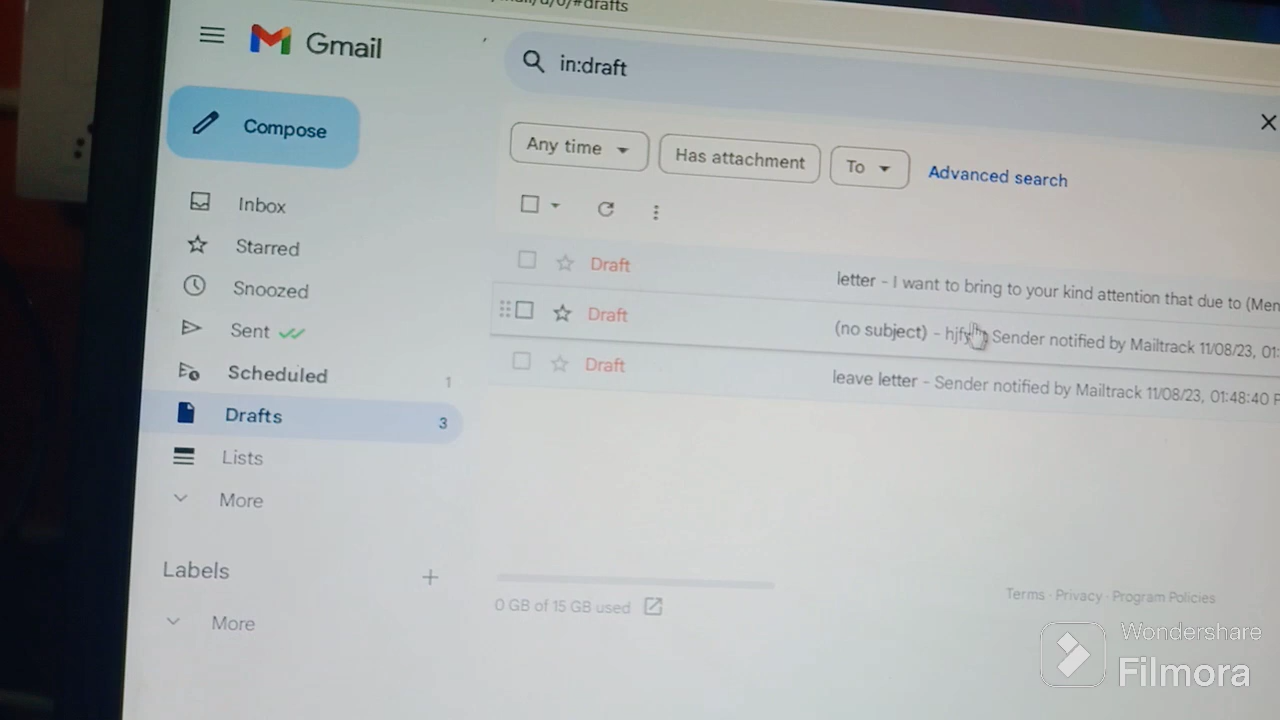 #drafts
Gmail
in:draft
Compose
Any time
Has attachment
To
Advanced search
Inbox
Starred
Snoozed
Sent
Scheduled 1
Drafts 3
Lists
More
Labels
More
Draft letter - I want to bring to your kind attention that due to (Men
Draft (no subject) - Sender notified by Mailtrack 11/08/23, 01:
Draft leave letter - Sender notified by Mailtrack 11/08/23, 01:48:40 P
0 GB of 15 GB used
Terms · Privacy · Program Policies
Wondershare
Filmora